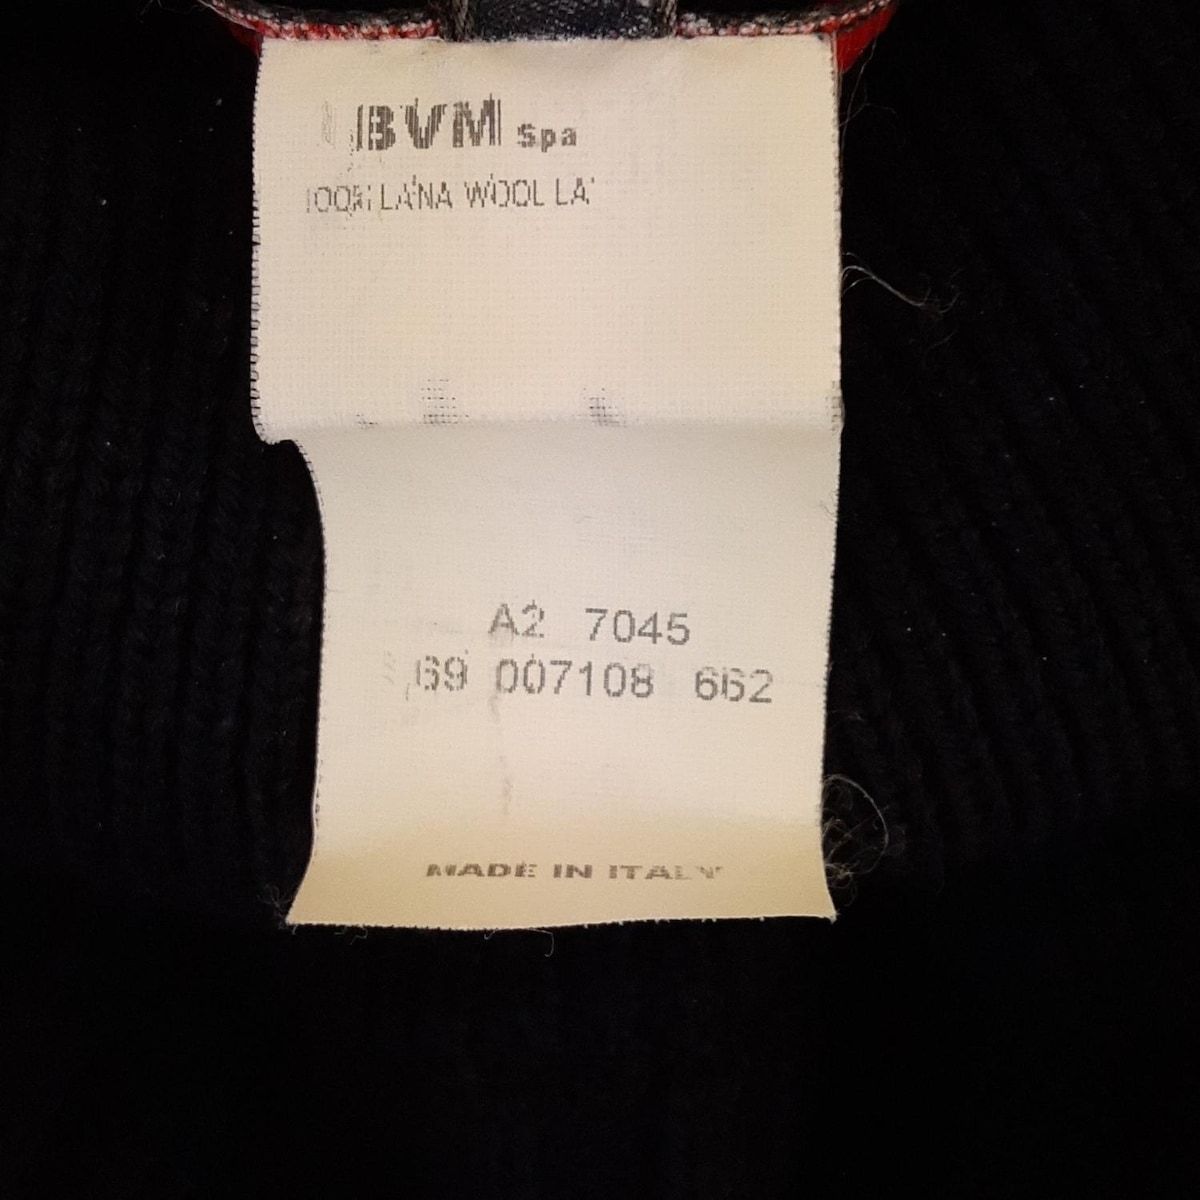 BVM Spa
100% LANA WOOL LA
A2 7045
69 007108 662
MADE IN ITALY